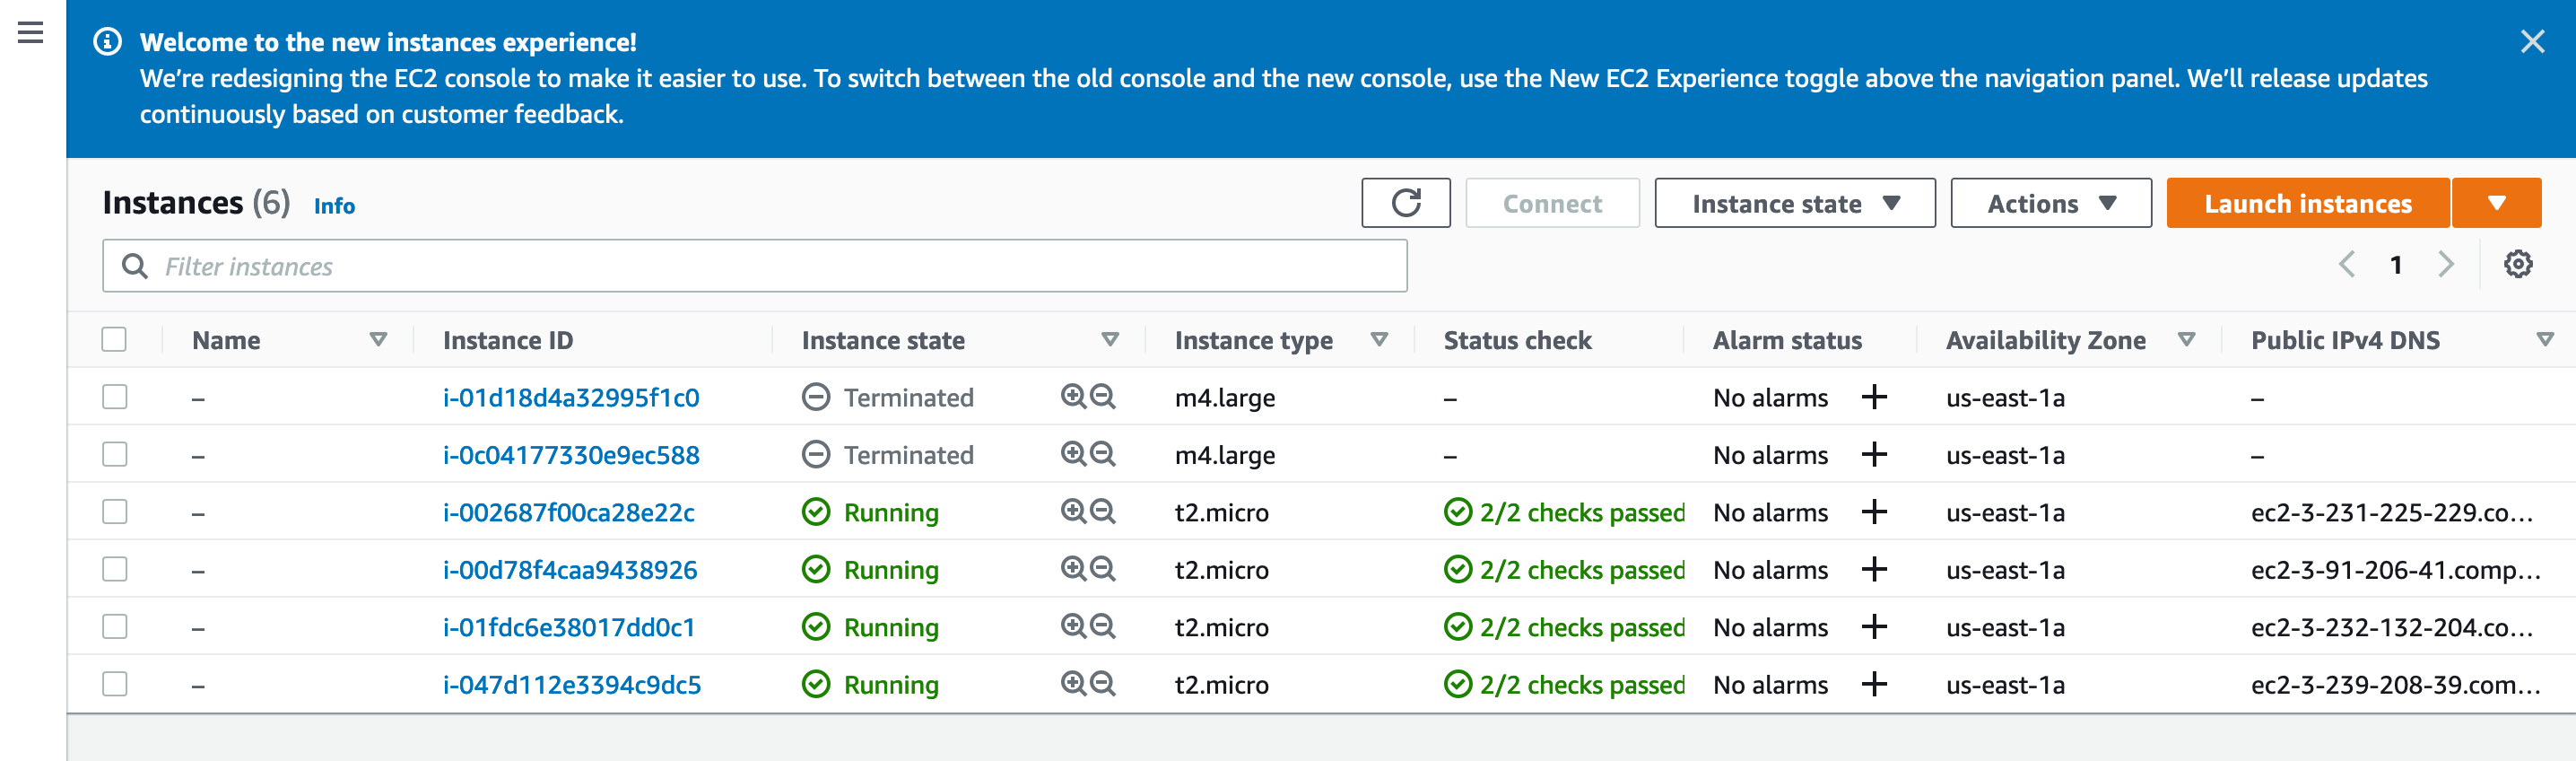 Welcome to the new instances experience!
We’re redesigning the EC2 console to make it easier to use. To switch between the old console and the new console, use the New EC2 Experience toggle above the navigation panel. We’ll release updates
continuously based on customer feedback.
Instances (6) Info Connect Instance state Actions Launch instances
Filter instances 1
Name Instance ID Instance state Instance type Status check Alarm status Availability Zone Public IPv4 DNS
– i-01d18d4a32995f1c0 Terminated m4.large – No alarms + us-east-1a –
– i-0c04177330e9ec588 Terminated m4.large – No alarms + us-east-1a –
– i-002687f00ca28e22c Running t2.micro 2/2 checks passed No alarms + us-east-1a ec2-3-231-225-229.co...
– i-00d78f4caa9438926 Running t2.micro 2/2 checks passed No alarms + us-east-1a ec2-3-91-206-41.comp...
– i-01fdc6e38017dd0c1 Running t2.micro 2/2 checks passed No alarms + us-east-1a ec2-3-232-132-204.co...
– i-047d112e3394c9dc5 Running t2.micro 2/2 checks passed No alarms + us-east-1a ec2-3-239-208-39.com...